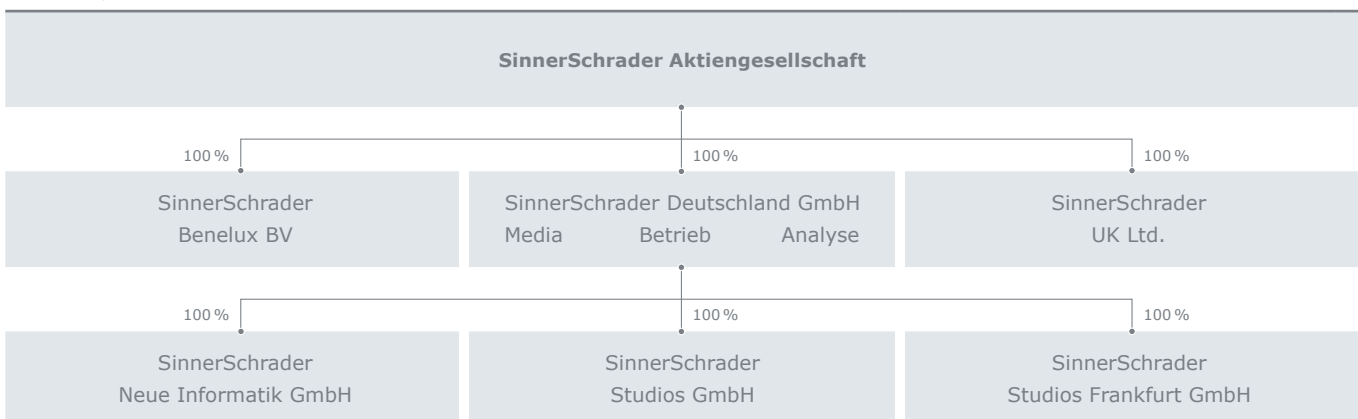 SinnerSchrader Aktiengesellschaft
100 % 100 % 100 %
SinnerSchrader
Benelux BV
SinnerSchrader Deutschland GmbH
Media Betrieb Analyse
SinnerSchrader
UK Ltd.
100 % 100 % 100 %
SinnerSchrader
Neue Informatik GmbH
SinnerSchrader
Studios GmbH
SinnerSchrader
Studios Frankfurt GmbH